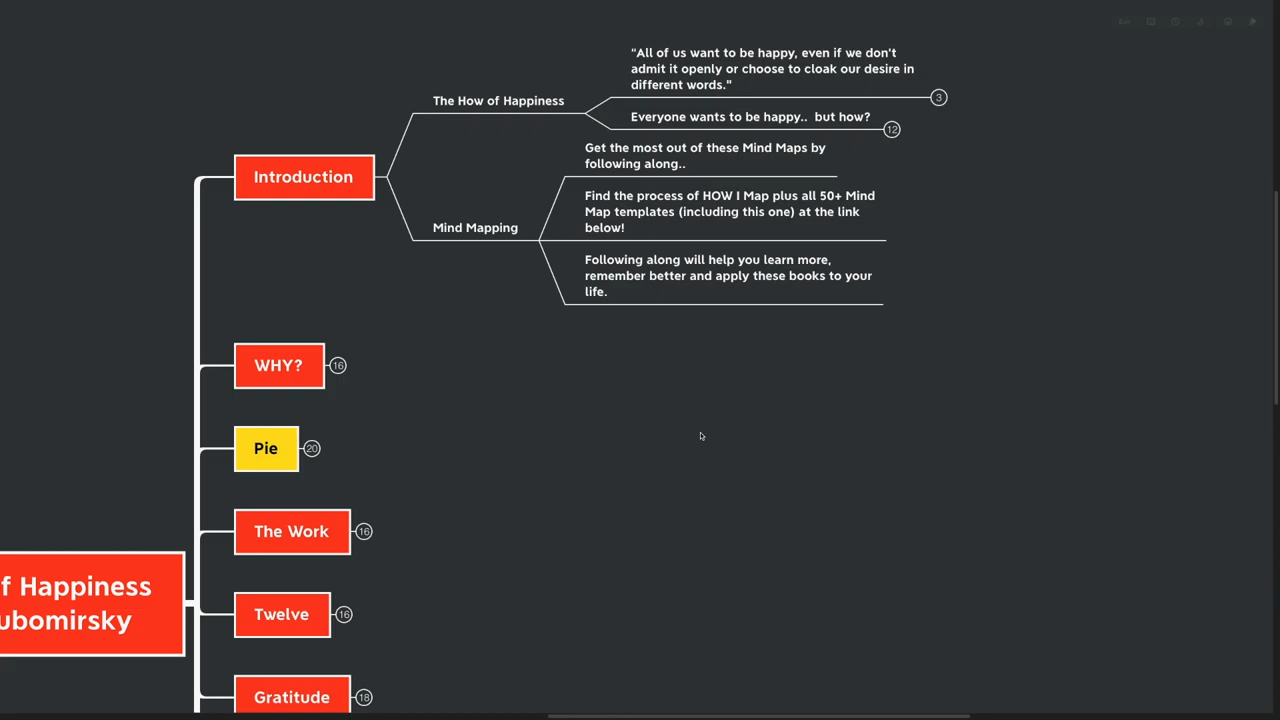 "All of us want to be happy, even if we don't
admit it openly or choose to cloak our desire in
different words."
3
The How of Happiness
Everyone wants to be happy.. but how?
12
Get the most out of these Mind Maps by
following along..
Introduction
Find the process of HOW I Map plus all 50+ Mind
Map templates (including this one) at the link
below!
Mind Mapping
Following along will help you learn more,
remember better and apply these books to your
life.
WHY?
16
Pie
20
The Work
16
f Happiness
ubomirsky
Twelve
16
Gratitude
18